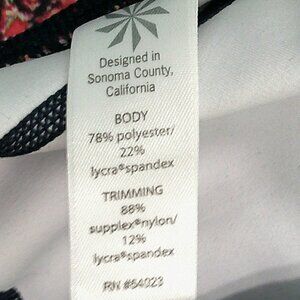 Designed in
Sonoma County,
California
BODY
78% polyester/
22%
lycra®spandex
TRIMMING
88%
supplex®nylon/
12%
lycra®spandex
RN #54023